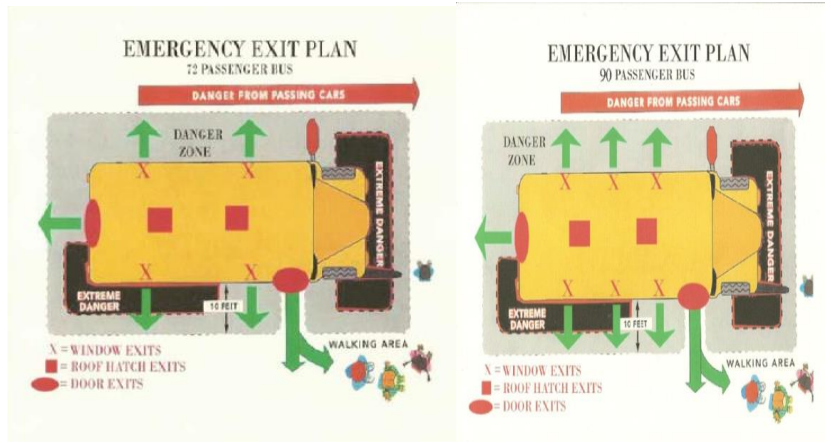 EMERGENCY EXIT PLAN
72 PASSENGER BUS
DANGER FROM PASSING CARS
DANGER
ZONE
X
X
EXTREME DANGER
X
X
EXTREME
DANGER
10 FEET
WALKING AREA
X = WINDOW EXITS
= ROOF HATCH EXITS
= DOOR EXITS
EMERGENCY EXIT PLAN
90 PASSENGER BUS
DANGER FROM PASSING CARS
DANGER
ZONE
X
X
X
EXTREME DANGER
X
X
X
EXTREME
DANGER
10 FEET
WALKING AREA
X = WINDOW EXITS
= ROOF HATCH EXITS
= DOOR EXITS